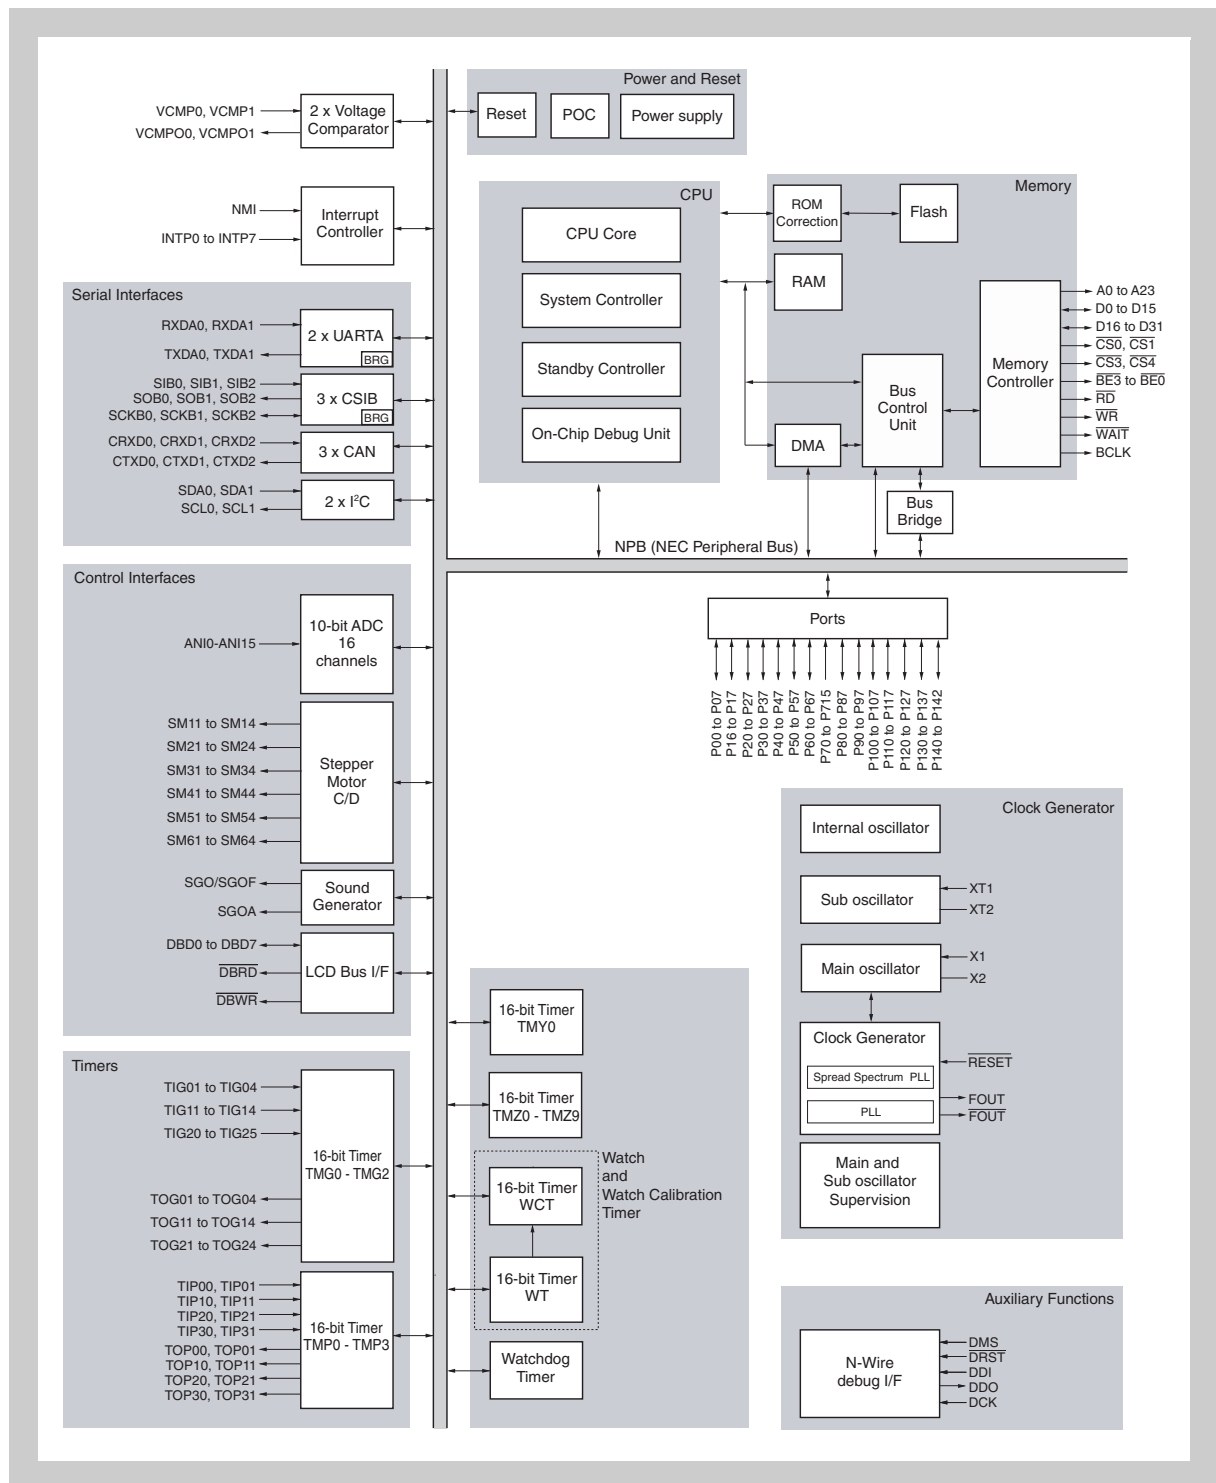 Power and Reset
VCMP0, VCMP1
VCMPO0, VCMPO1
2 x Voltage
Comparator
Reset
POC
Power supply
NMI
INTP0 to INTP7
Interrupt
Controller
CPU
CPU Core
System Controller
Standby Controller
On-Chip Debug Unit
Memory
ROM
Correction
Flash
RAM
DMA
Bus
Control
Unit
Memory
Controller
A0 to A23
D0 to D15
D16 to D31
CS0, CS1
CS3, CS4
BE3 to BE0
RD
WR
WAIT
BCLK
Bus
Bridge
NPB (NEC Peripheral Bus)
Serial Interfaces
RXDA0, RXDA1
TXDA0, TXDA1
2 x UARTA
BRG
SIB0, SIB1, SIB2
SOB0, SOB1, SOB2
SCKB0, SCKB1, SCKB2
3 x CSIB
BRG
CRXD0, CRXD1, CRXD2
CTXD0, CTXD1, CTXD2
3 x CAN
SDA0, SDA1
SCL0, SCL1
2 x I²C
Control Interfaces
ANI0-ANI15
10-bit ADC
16
channels
SM11 to SM14
SM21 to SM24
SM31 to SM34
SM41 to SM44
SM51 to SM54
SM61 to SM64
Stepper
Motor
C/D
SGO/SGOF
SGOA
Sound
Generator
DBD0 to DBD7
DBRD
DBWR
LCD Bus I/F
Ports
P00 to P07
P16 to P17
P20 to P27
P30 to P37
P40 to P47
P50 to P57
P60 to P67
P70 to P715
P80 to P87
P90 to P97
P100 to P107
P110 to P117
P120 to P127
P130 to P137
P140 to P142
Clock Generator
Internal oscillator
Sub oscillator
XT1
XT2
Main oscillator
X1
X2
Clock Generator
Spread Spectrum PLL
PLL
RESET
FOUT
FOUT
Main and
Sub oscillator
Supervision
Timers
TIG01 to TIG04
TIG11 to TIG14
TIG20 to TIG25
TOG01 to TOG04
TOG11 to TOG14
TOG21 to TOG24
16-bit Timer
TMG0 - TMG2
TIP00, TIP01
TIP10, TIP11
TIP20, TIP21
TIP30, TIP31
TOP00, TOP01
TOP10, TOP11
TOP20, TOP21
TOP30, TOP31
16-bit Timer
TMP0 - TMP3
16-bit Timer
TMY0
16-bit Timer
TMZ0 - TMZ9
Watch
and
Watch Calibration
Timer
16-bit Timer
WCT
16-bit Timer
WT
Watchdog
Timer
Auxiliary Functions
N-Wire
debug I/F
DMS
DRST
DDI
DDO
DCK